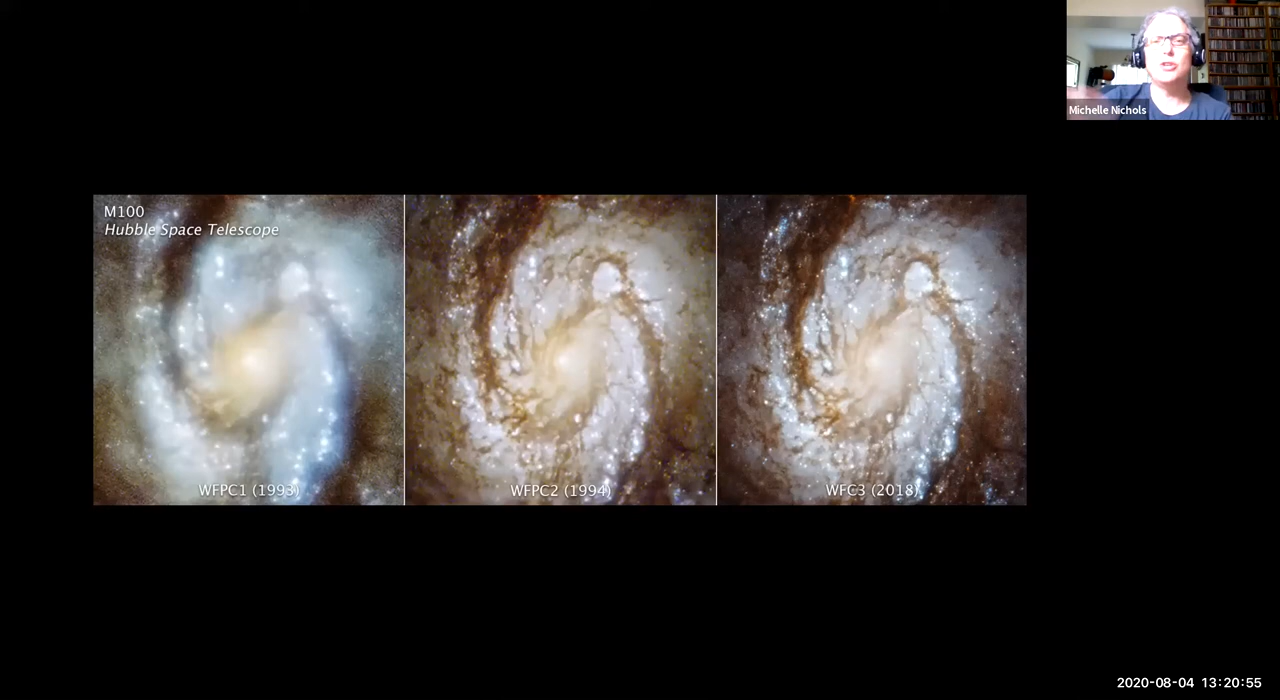 Michelle Nichols
M100
Hubble Space Telescope
WFPC1 (1993)
WFPC2 (1994)
WFC3 (2018)
2020-08-04 13:20:55